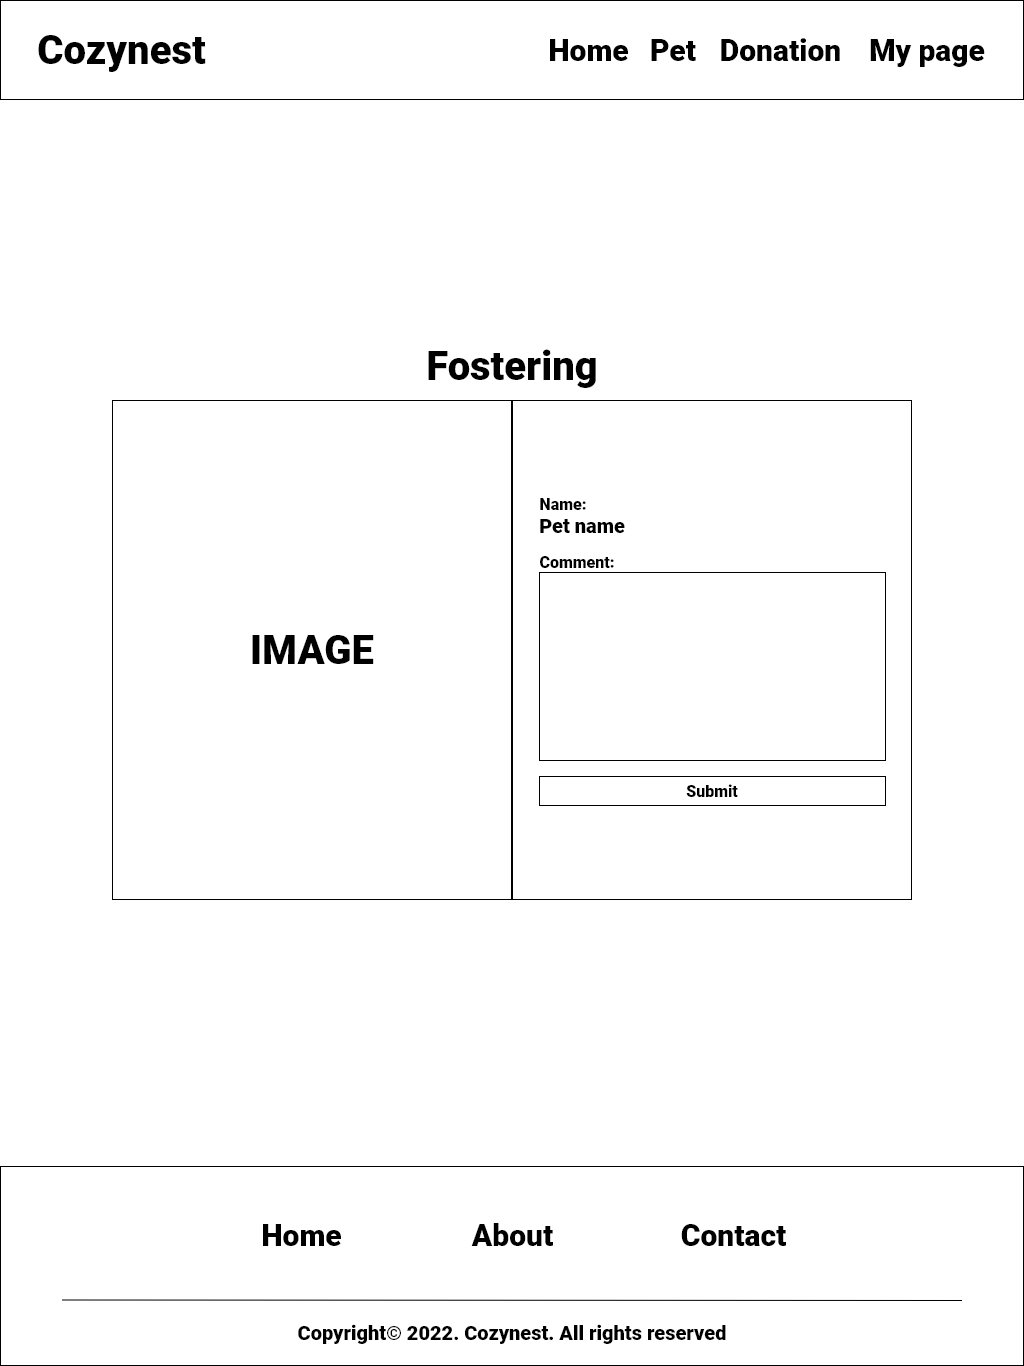 Cozynest
Home Pet Donation My page
Fostering
IMAGE
Name:
Pet name
Comment:
Submit
Home About Contact
Copyright© 2022. Cozynest. All rights reserved